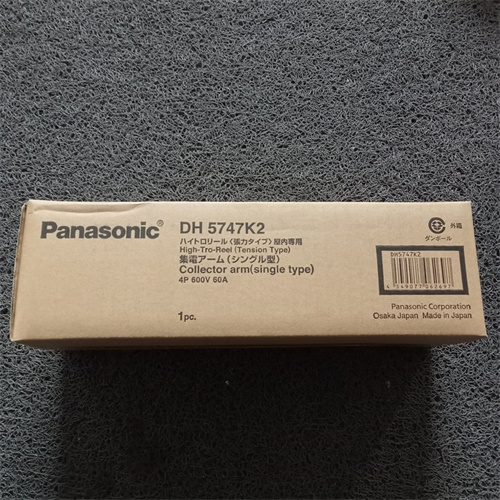 Panasonic
DH 5747K2
ハイトロリール〈張力タイプ〉屋内専用
High-Tro-Reel (Tension Type)
集電アーム(シングル型)
Collector arm(single type)
4P 600V 60A
1pc.
外箱
ダンボール
DH5747K2
4 549077 062697
Panasonic Corporation
Osaka Japan Made in Japan